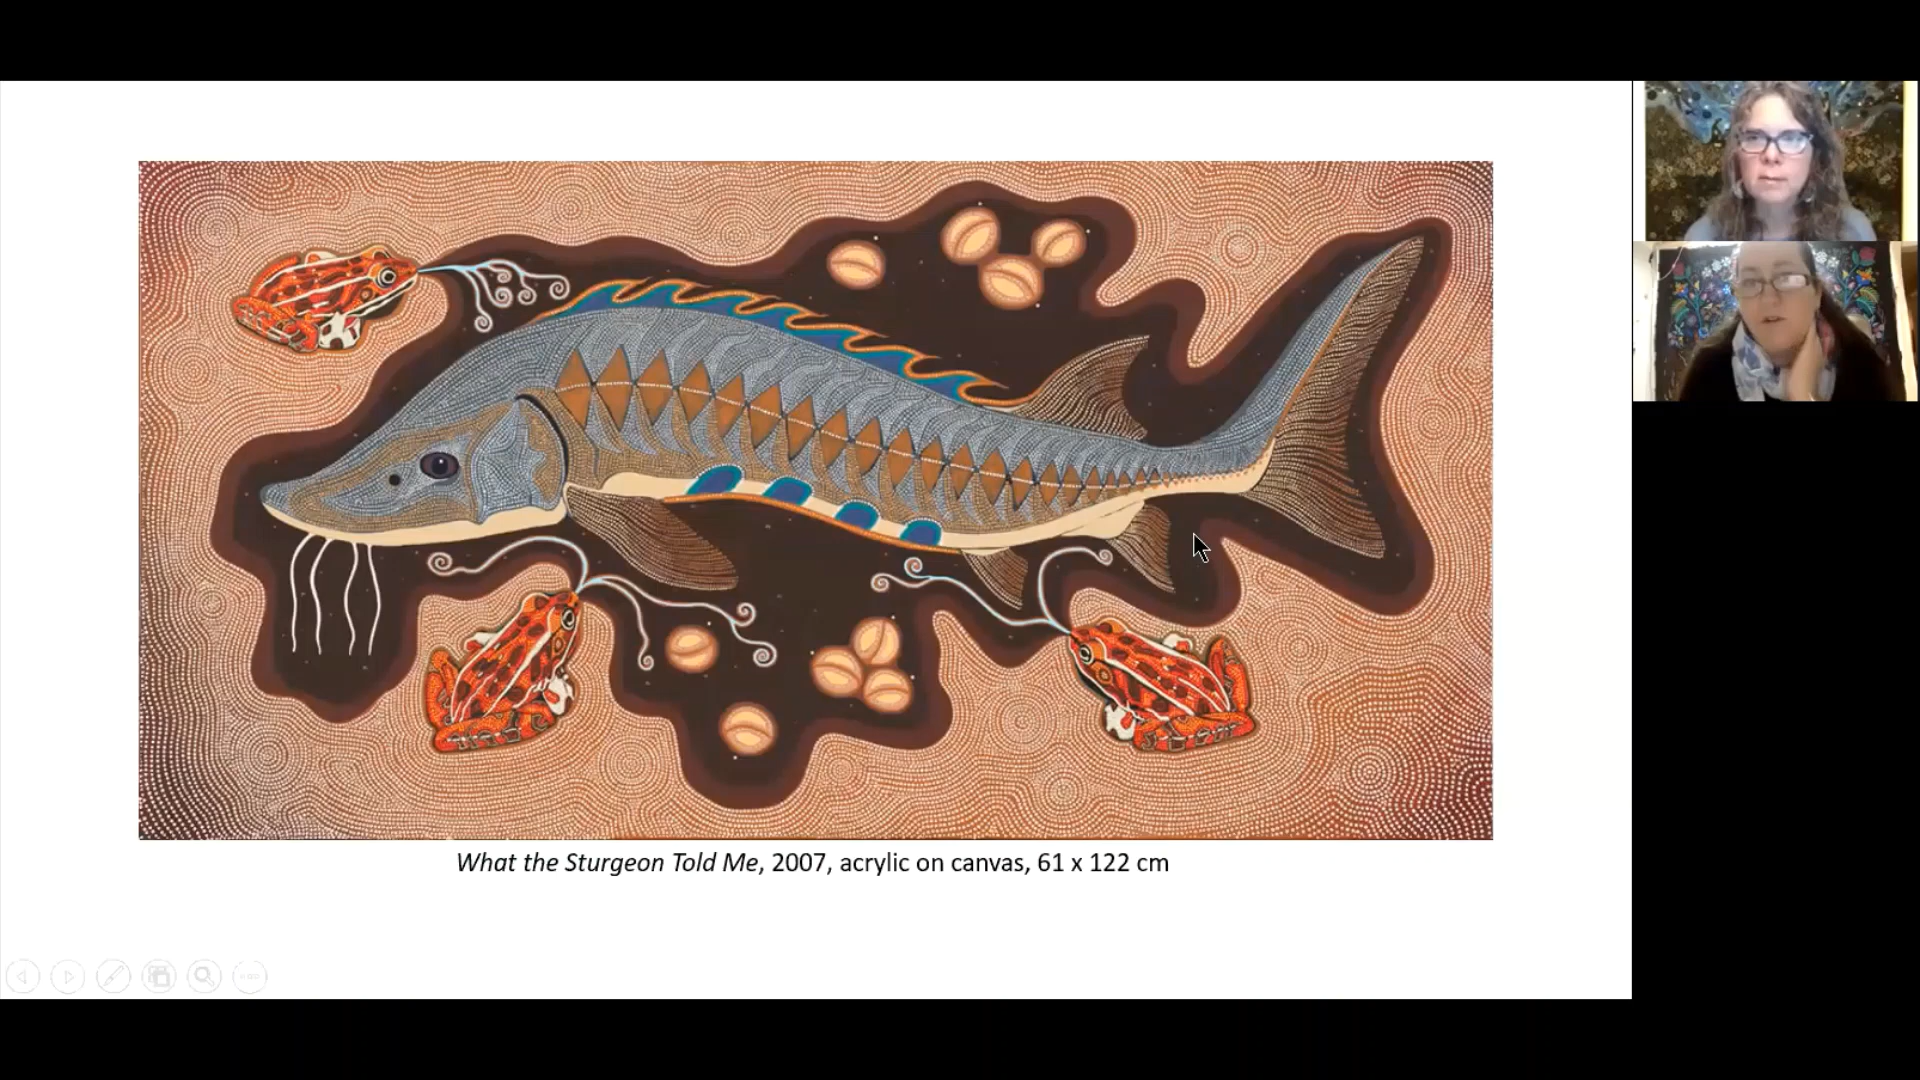 What the Sturgeon Told Me, 2007, acrylic on canvas, 61 x 122 cm